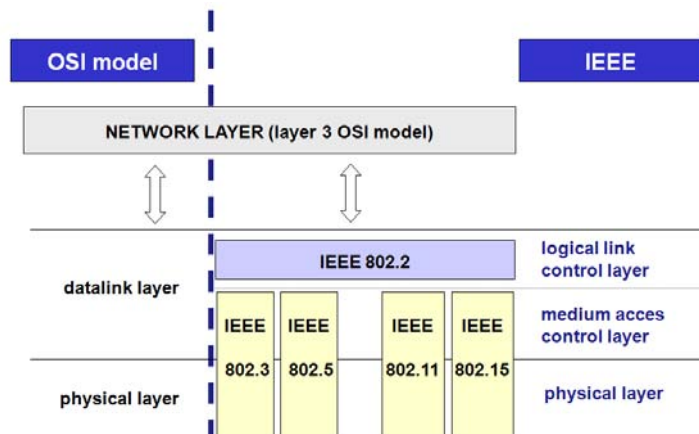 OSI model
IEEE
NETWORK LAYER (layer 3 OSI model)
IEEE 802.2
logical link
control layer
datalink layer
IEEE IEEE IEEE IEEE
medium acces
control layer
802.3 802.5 802.11 802.15
physical layer
physical layer